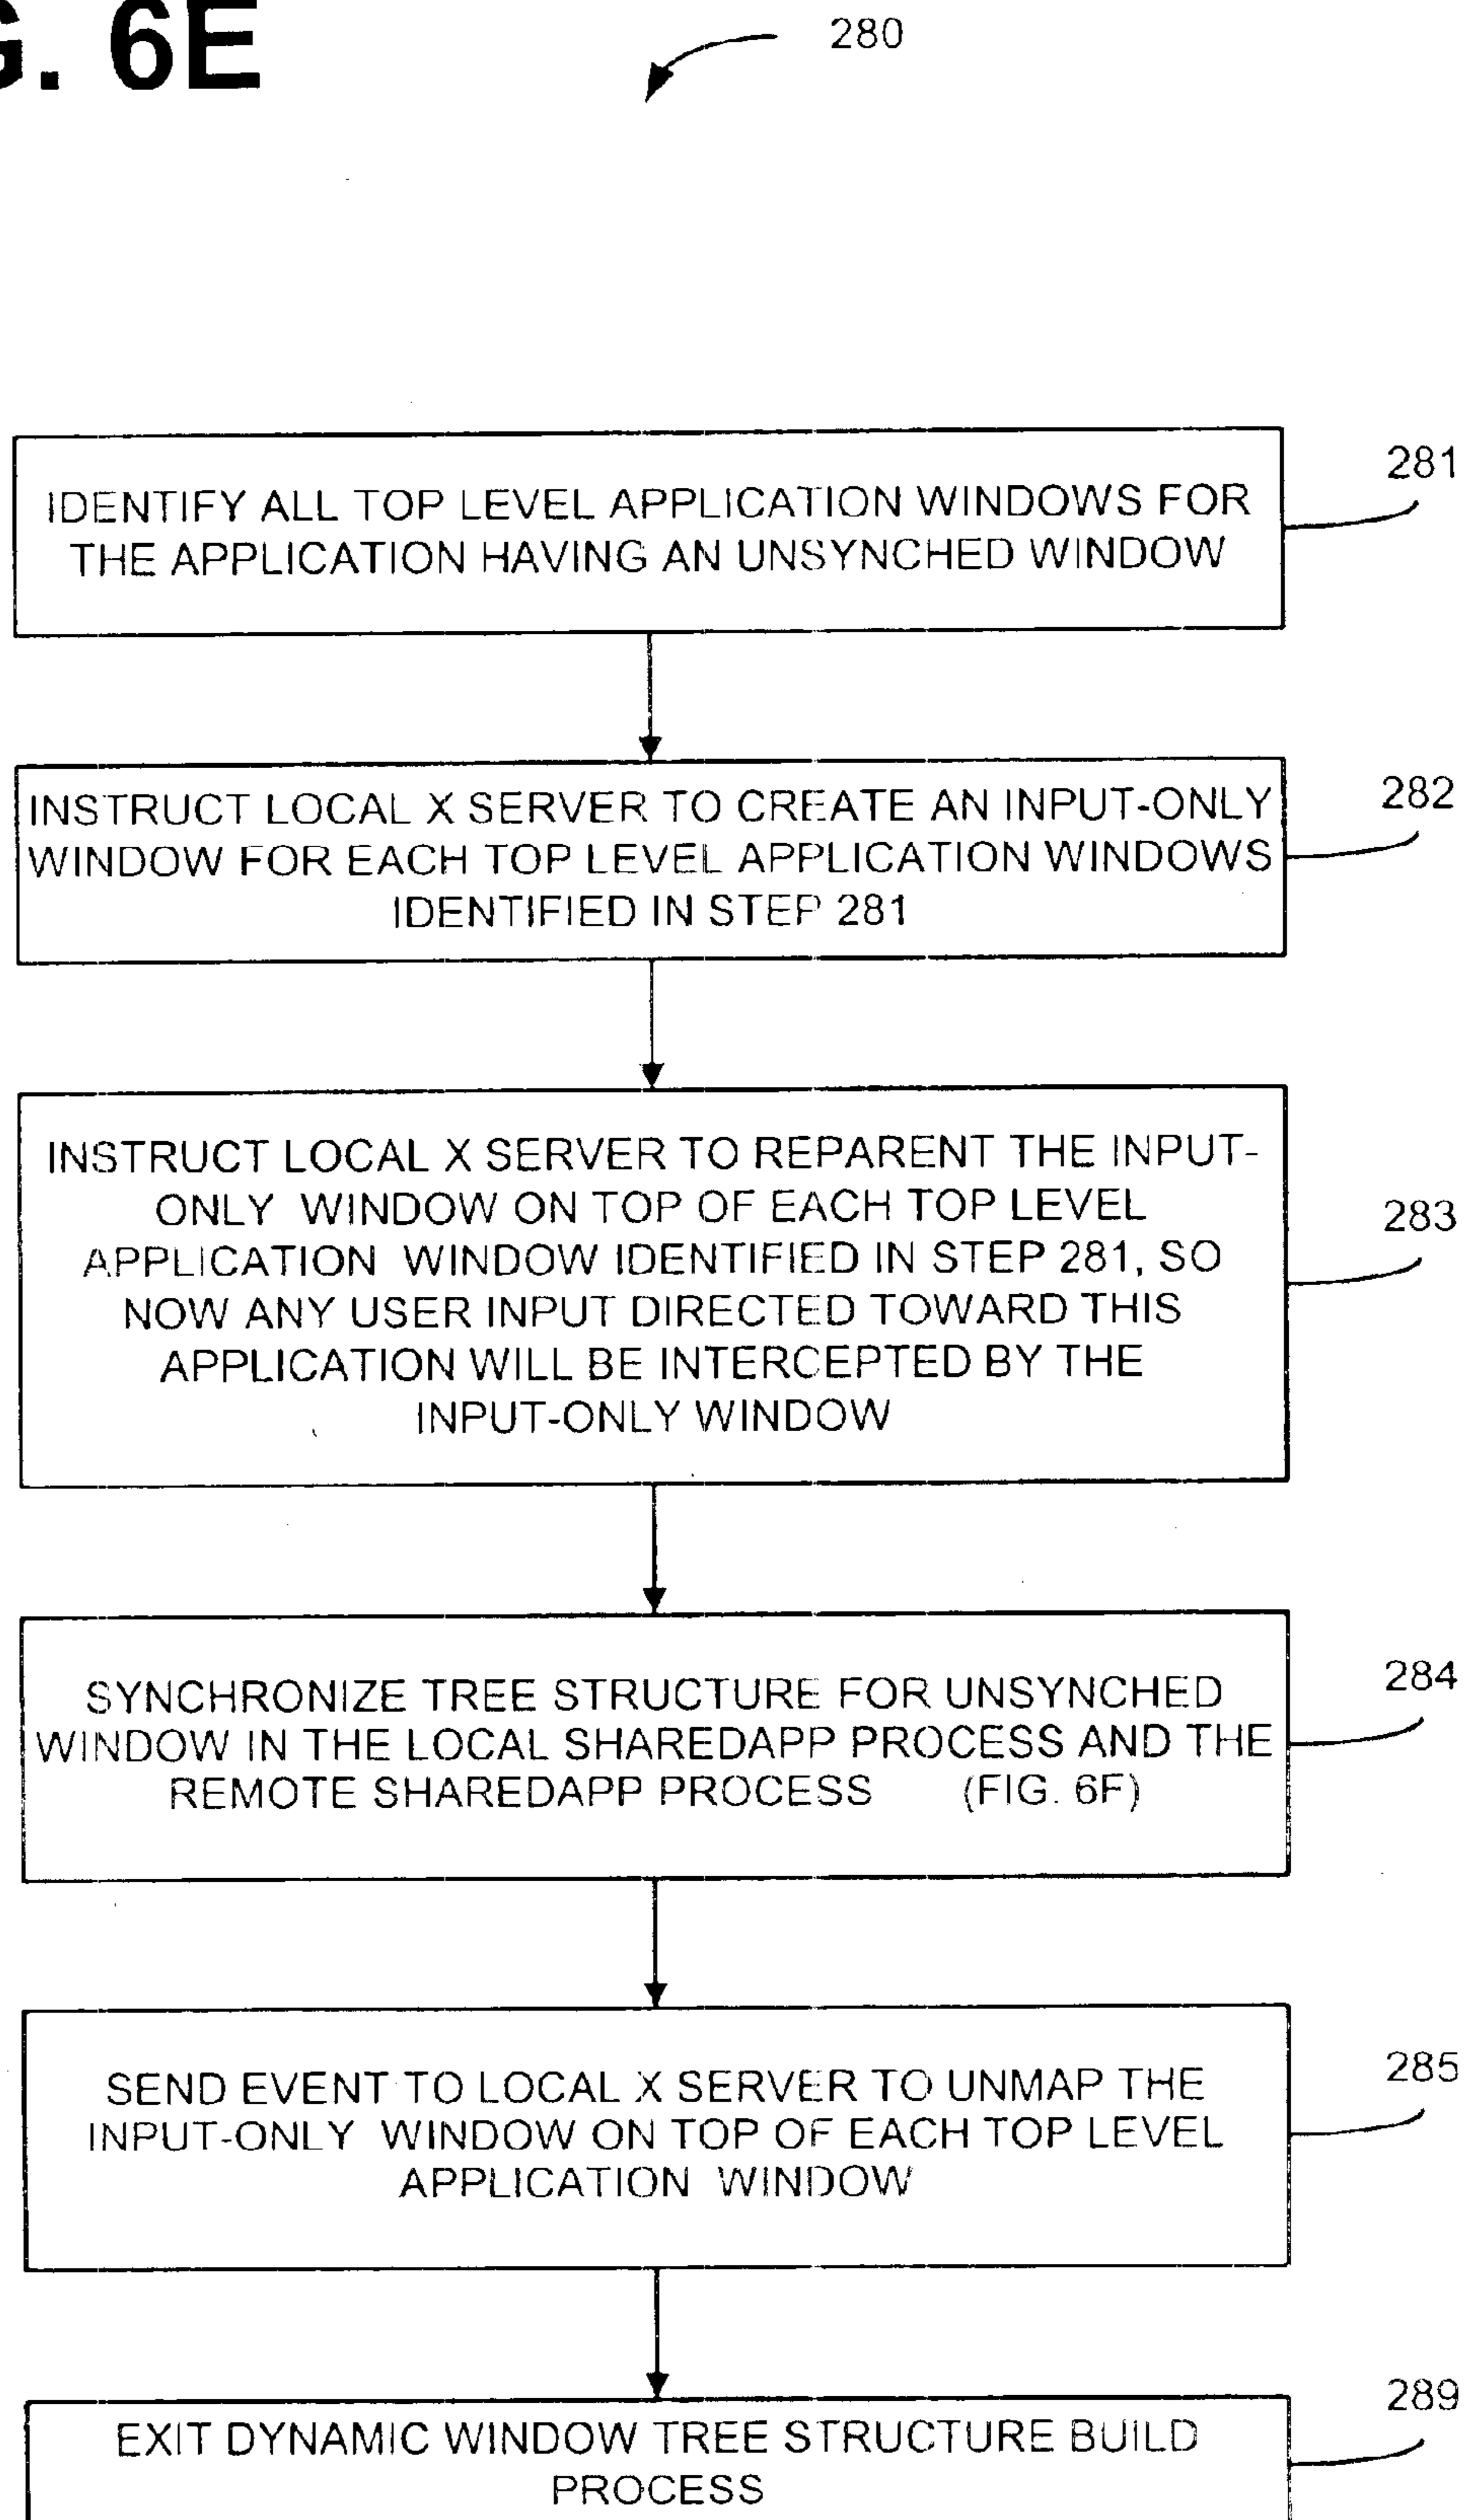 G. 6E
280
281
IDENTIFY ALL TOP LEVEL APPLICATION WINDOWS FOR
THE APPLICATION HAVING AN UNSYNCHED WINDOW
282
INSTRUCT LOCAL X SERVER TO CREATE AN INPUT-ONLY
WINDOW FOR EACH TOP LEVEL APPLICATION WINDOWS
IDENTIFIED IN STEP 281
283
INSTRUCT LOCAL X SERVER TO REPARENT THE INPUT-
ONLY WINDOW ON TOP OF EACH TOP LEVEL
APPLICATION WINDOW IDENTIFIED IN STEP 281, SO
NOW ANY USER INPUT DIRECTED TOWARD THIS
APPLICATION WILL BE INTERCEPTED BY THE
INPUT-ONLY WINDOW
284
SYNCHRONIZE TREE STRUCTURE FOR UNSYNCHED
WINDOW IN THE LOCAL SHAREDAPP PROCESS AND THE
REMOTE SHAREDAPP PROCESS (FIG. 6F)
285
SEND EVENT TO LOCAL X SERVER TO UNMAP THE
INPUT-ONLY WINDOW ON TOP OF EACH TOP LEVEL
APPLICATION WINDOW
289
EXIT DYNAMIC WINDOW TREE STRUCTURE BUILD
PROCESS